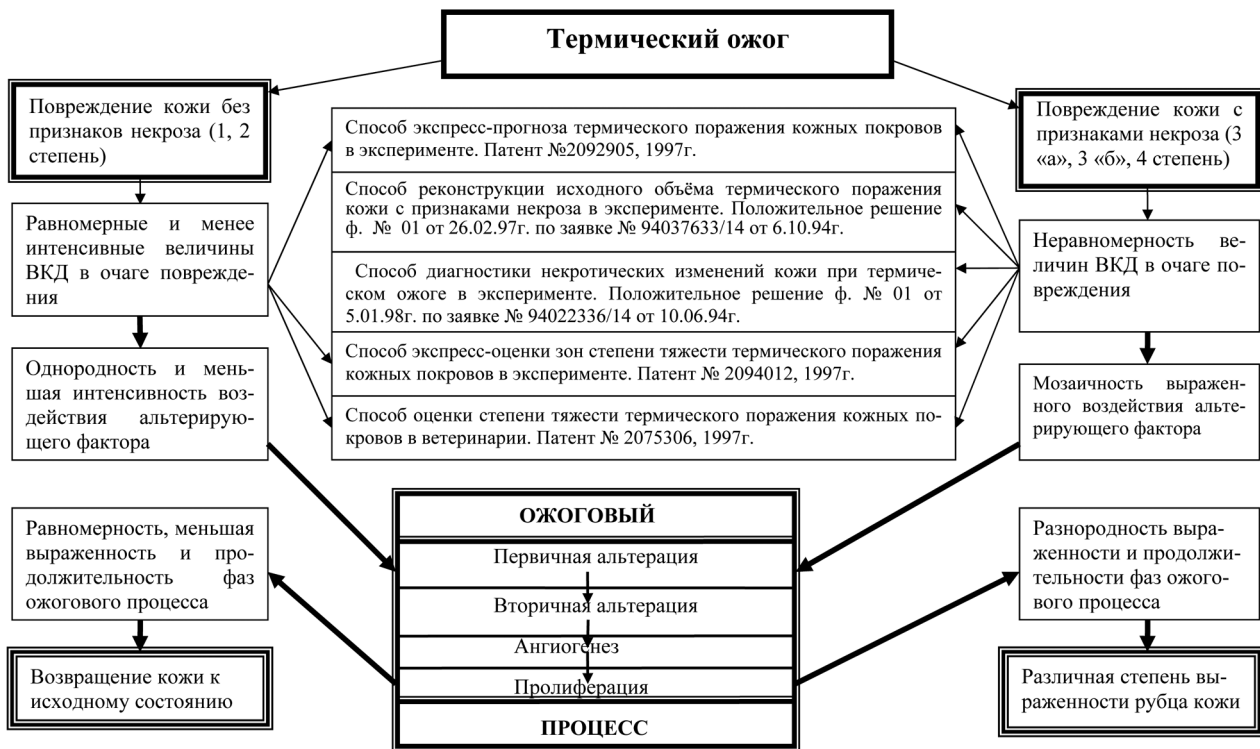 Термический ожог
Повреждение кожи без
признаков некроза (1, 2
степень)
Равномерные и менее
интенсивные величины
ВКД в очаге поврежде-
ния
Однородность и мень-
шая интенсивность воз-
действия альтерирую-
щего фактора
Способ экспресс-прогноза термического поражения кожных покровов
в эксперименте. Патент №2092905, 1997г.
Способ реконструкции исходного объёма термического поражения
кожи с признаками некроза в эксперименте. Положительное решение
ф. № 01 от 26.02.97г. по заявке № 94037633/14 от 6.10.94г.
Способ диагностики некротических изменений кожи при термиче-
ском ожоге в эксперименте. Положительное решение ф. № 01 от
5.01.98г. по заявке № 94022336/14 от 10.06.94г.
Способ экспресс-оценки зон степени тяжести термического поражения
кожных покровов в эксперименте. Патент № 2094012, 1997г.
Способ оценки степени тяжести термического поражения кожных по-
кровов в ветеринарии. Патент № 2075306, 1997г.
Повреждение кожи с
признаками некроза (3
«а», 3 «б», 4 степень)
Неравномерность ве-
личин ВКД в очаге по-
вреждения
Мозаичность выражен-
ного воздействия альте-
рирующего фактора
ОЖОГОВЫЙ
Первичная альтерация
Вторичная альтерация
Ангиогенез
Пролиферация
ПРОЦЕСС
Равномерность, меньшая
выраженность и про-
должительность фаз
ожогового процесса
Возвращение кожи к
исходному состоянию
Разнородность выра-
женности и продолжи-
тельности фаз ожого-
вого процесса
Различная степень вы-
раженности рубца кожи